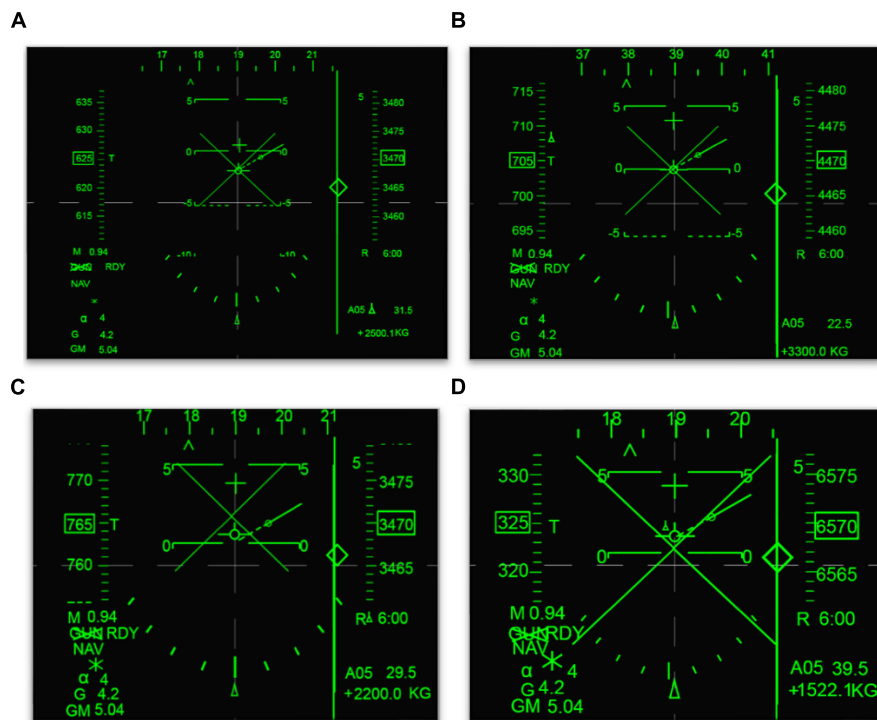 A
17 18 19 20 21
5 5
635 3480
630 3475
625 T 0 0 3470
620 3465
615 -5 -5 3460
M 0.94 -10 -10 R 6:00
GUN RDY
NAV
α 4 A05 31.5
G 4.2 +2500.1KG
GM 5.04
B
37 38 39 40 41
5
715 5 5 4480
710 4475
705 T 0 0 4470
700 4465
695 -5 -5 4460
M 0.94 R 6:00
GUN RDY
NAV
*
α 4 A05 22.5
G 4.2
GM 5.04 +3300.0 KG
C
17 18 19 20 21
5 5 5
770 3475
765 T 3470
0 0
760 3465
M 0.94 R 6:00
GUN RDY
NAV
*
α 4 A05 29.5
G 4.2 +2200.0 KG
GM 5.04
D
18 19 20
5
330 5 5 6575
325 T 6570
0 0
320 6565
M 0.94 R 6:00
GUN RDY
NAV
*
α 4 A05 39.5
G 4.2 +1522.1KG
GM 5.04